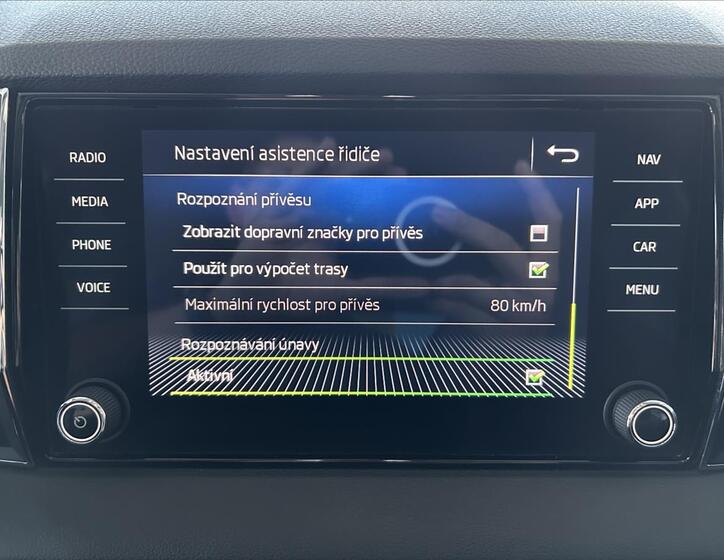 Nastavení asistence řidiče
RADIO
MEDIA
PHONE
VOICE
Rozpoznání přívěsu
Zobrazit dopravní značky pro přívěs
Použít pro výpočet trasy
Maximální rychlost pro přívěs 80 km/h
Rozpoznávání únavy
Aktivní
NAV
APP
CAR
MENU